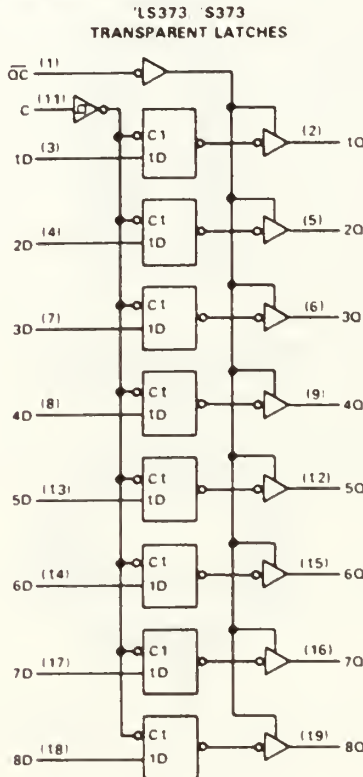 'LS373, 'S373
TRANSPARENT LATCHES
OC (1)
C (11)
C1 (2) 1Q
1D (3) 1D
C1 (5) 2Q
2D (4) 1D
C1 (6) 3Q
3D (7) 1D
C1 (9) 4Q
4D (8) 1D
C1 (12) 5Q
5D (13) 1D
C1 (15) 6Q
6D (14) 1D
C1 (16) 7Q
7D (17) 1D
C1 (19) 8Q
8D (18) 1D